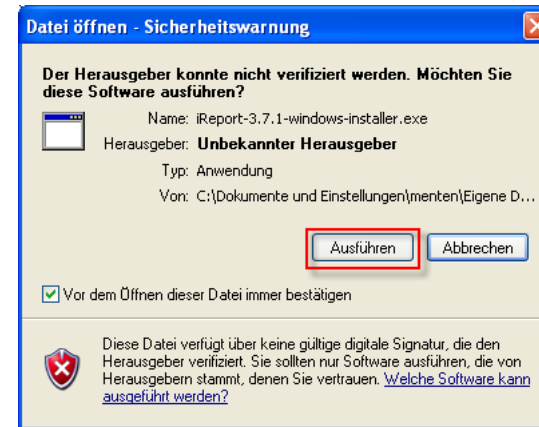 Datei öffnen - Sicherheitswarnung
Der Herausgeber konnte nicht verifiziert werden. Möchten Sie
diese Software ausführen?
Name: iReport-3.7.1-windows-installer.exe
Herausgeber: Unbekannter Herausgeber
Typ: Anwendung
Von: C:\Dokumente und Einstellungen\menten\Eigene D...
Ausführen Abbrechen
Vor dem Öffnen dieser Datei immer bestätigen
Diese Datei verfügt über keine gültige digitale Signatur, die den
Herausgeber verifiziert. Sie sollten nur Software ausführen, die von
Herausgebern stammt, denen Sie vertrauen. Welche Software kann
ausgeführt werden?